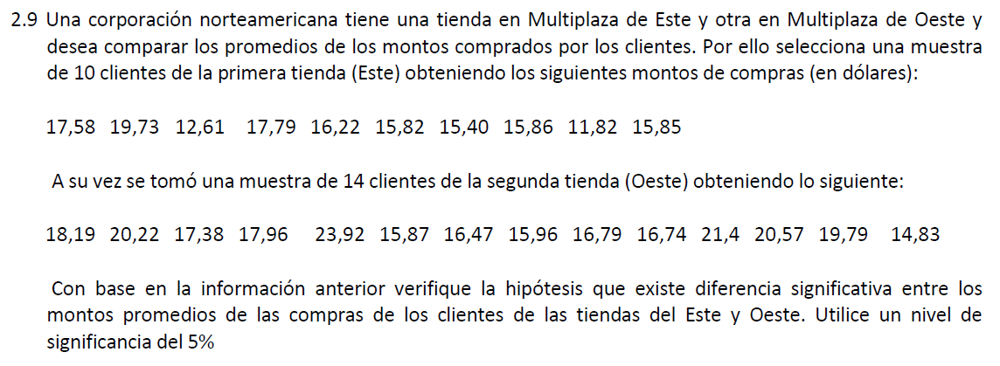 2.9 Una corporación norteamericana tiene una tienda en Multiplaza de Este y otra en Multiplaza de Oeste y
desea comparar los promedios de los montos comprados por los clientes. Por ello selecciona una muestra
de 10 clientes de la primera tienda (Este) obteniendo los siguientes montos de compras (en dólares):
17,58 19,73 12,61 17,79 16,22 15,82 15,40 15,86 11,82 15,85
A su vez se tomó una muestra de 14 clientes de la segunda tienda (Oeste) obteniendo lo siguiente:
18,19 20,22 17,38 17,96 23,92 15,87 16,47 15,96 16,79 16,74 21,4 20,57 19,79 14,83
Con base en la información anterior verifique la hipótesis que existe diferencia significativa entre los
montos promedios de las compras de los clientes de las tiendas del Este y Oeste. Utilice un nivel de
significancia del 5%